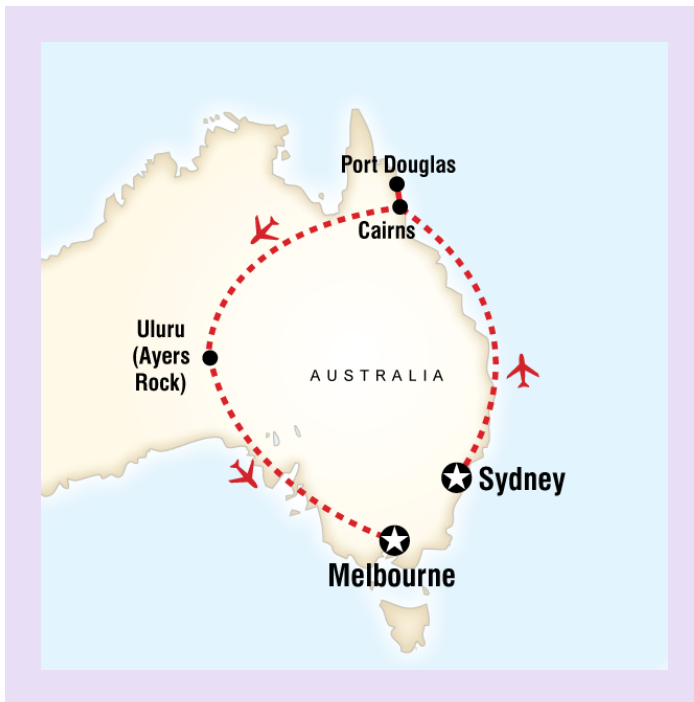 Port Douglas
Cairns
Uluru
(Ayers
Rock)
AUSTRALIA
Sydney
Melbourne